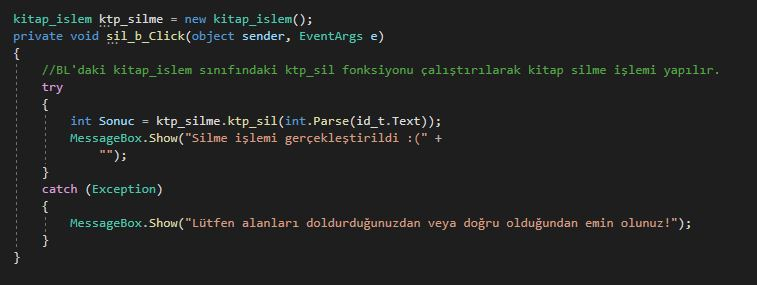 kitap_islem ktp_silme = new kitap_islem();
private void sil_b_Click(object sender, EventArgs e)
{
//BL'daki kitap_islem sınıfındaki ktp_sil fonksiyonu çalıştırılarak kitap silme işlemi yapılır.
try
{
int Sonuc = ktp_silme.ktp_sil(int.Parse(id_t.Text));
MessageBox.Show("Silme işlemi gerçekleştirildi :(" +
"");
}
catch (Exception)
{
MessageBox.Show("Lütfen alanları doldurduğunuzdan veya doğru olduğundan emin olunuz!");
}
}